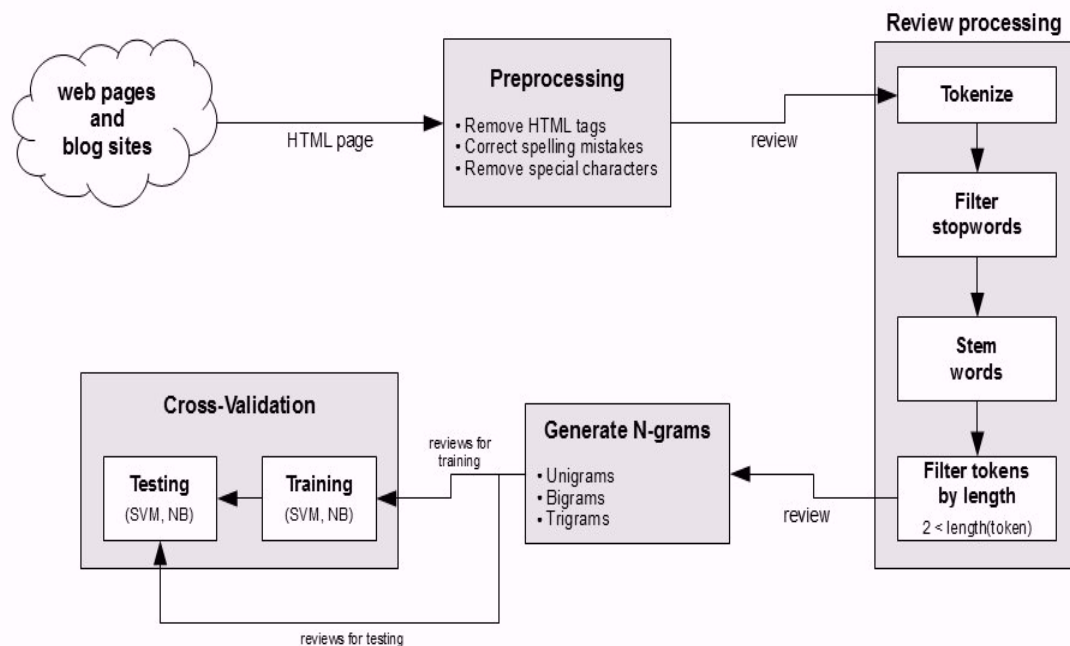 web pages
and
blog sites
HTML page
Preprocessing
• Remove HTML tags
• Correct spelling mistakes
• Remove special characters
review
Review processing
Tokenize
Filter
stopwords
Stem
words
Filter tokens
by length
2 < length(token)
review
Generate N-grams
• Unigrams
• Bigrams
• Trigrams
reviews for
training
Cross-Validation
Training
(SVM, NB)
Testing
(SVM, NB)
reviews for testing